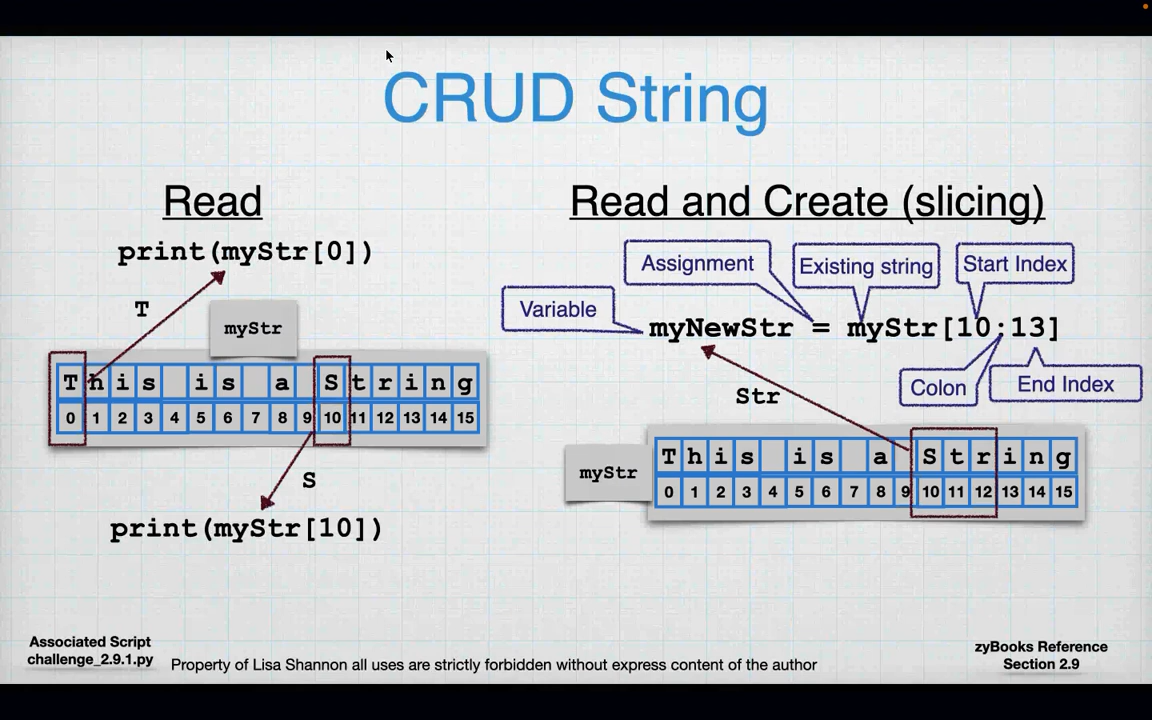 CRUD String
Read
print(myStr[0])
T
myStr
T h i s i s a S t r i n g
0 1 2 3 4 5 6 7 8 9 10 11 12 13 14 15
S
print(myStr[10])
Read and Create (slicing)
Assignment
Existing string
Start Index
Variable
myNewStr = myStr[10:13]
Colon
End Index
Str
myStr
T h i s i s a S t r i n g
0 1 2 3 4 5 6 7 8 9 10 11 12 13 14 15
Associated Script
challenge_2.9.1.py
Property of Lisa Shannon all uses are strictly forbidden without express content of the author
zyBooks Reference
Section 2.9